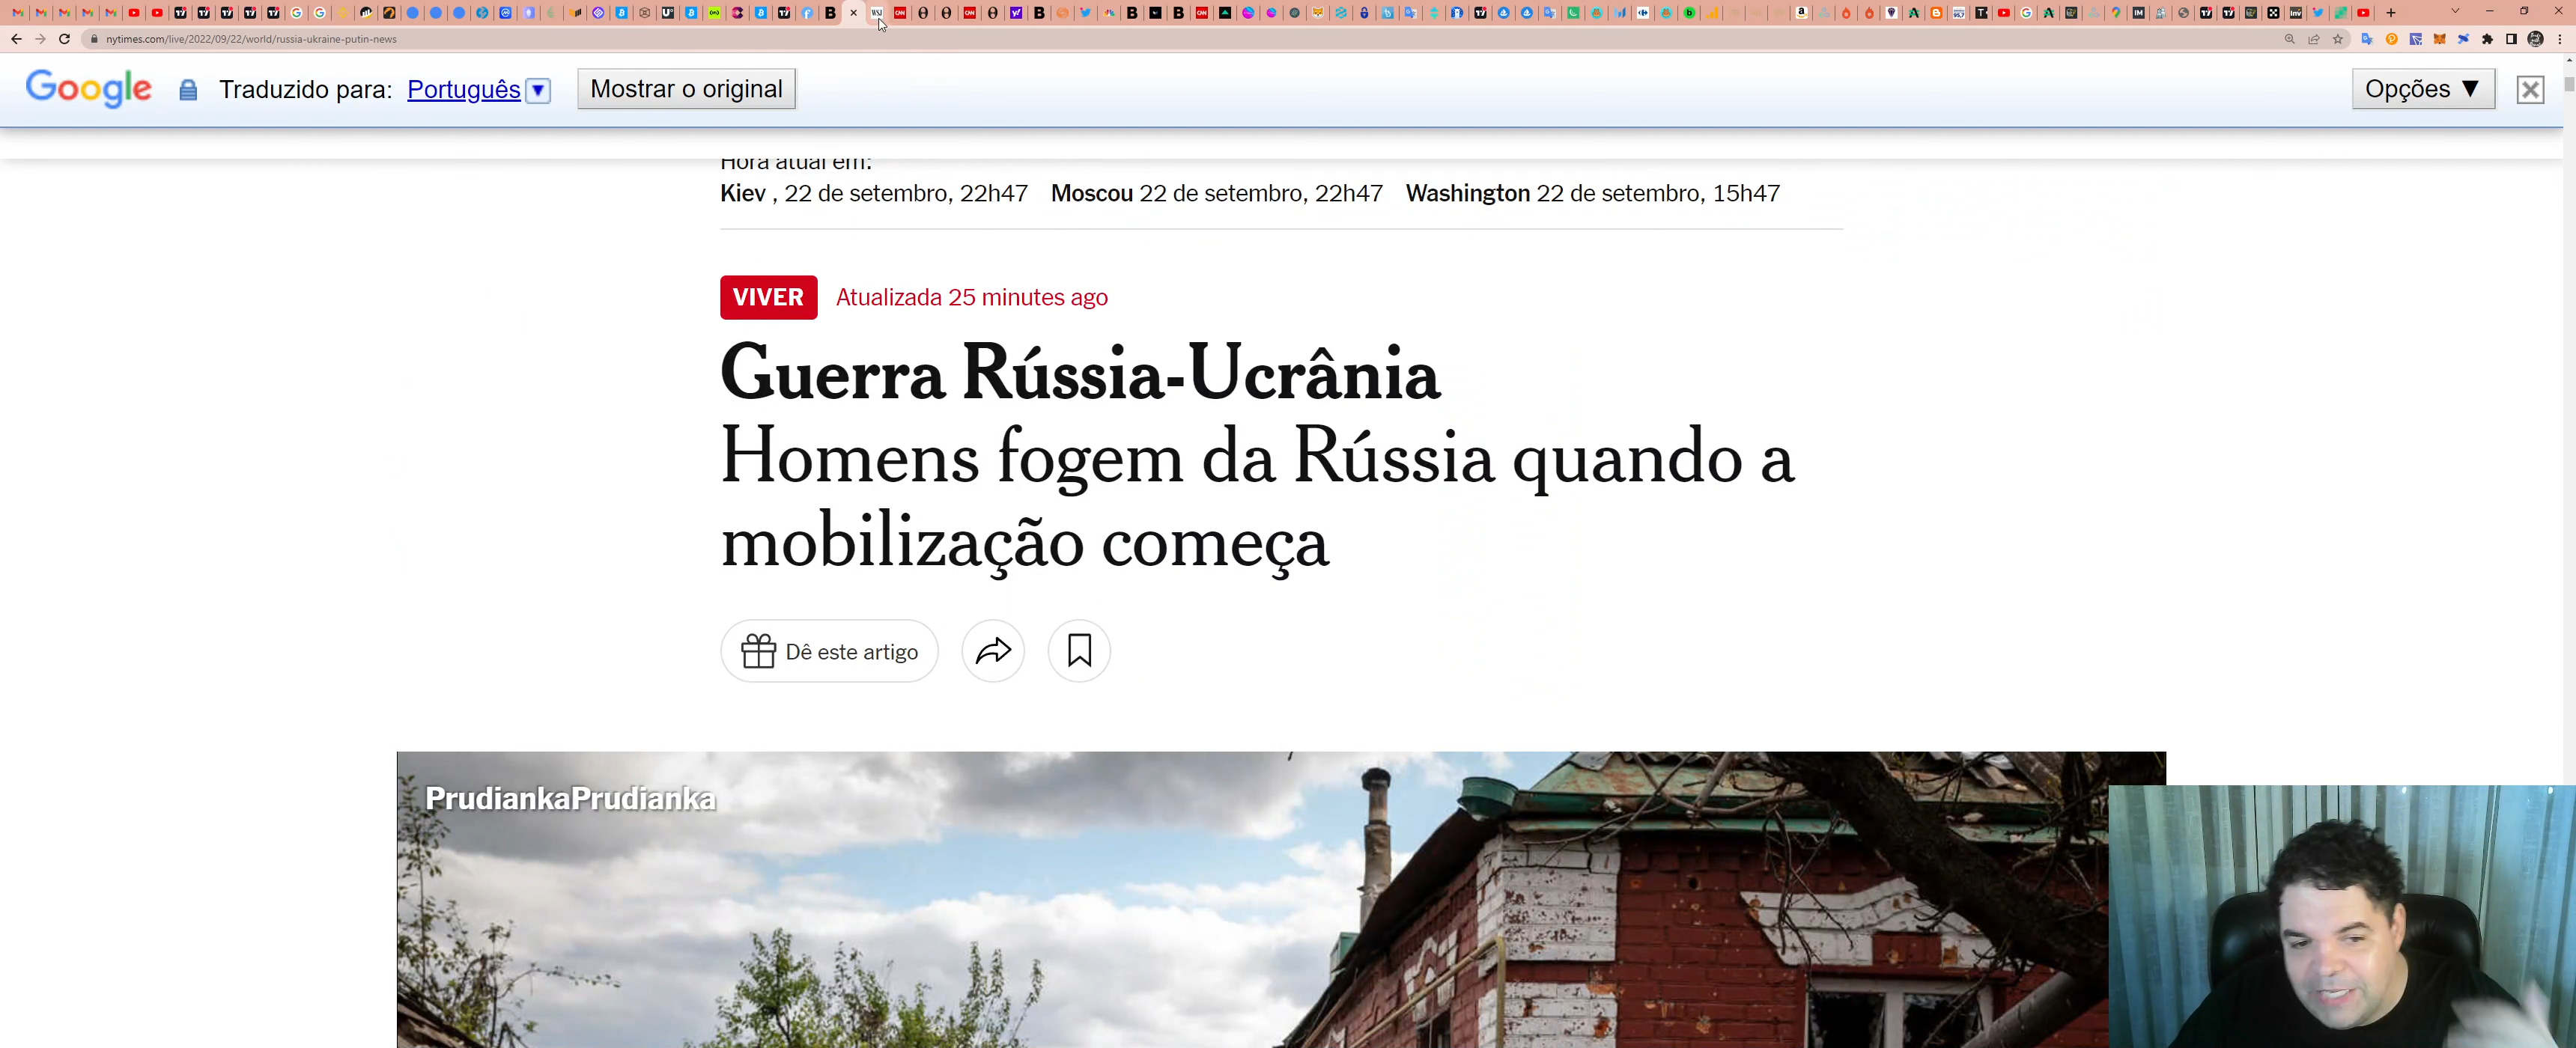 nytimes.com/live/2022/09/22/world/russia-ukraine-putin-news
Google Traduzido para: Português Mostrar o original Opções
Hora atual em:
Kiev , 22 de setembro, 22h47 Moscou 22 de setembro, 22h47 Washington 22 de setembro, 15h47
VIVER Atualizada 25 minutes ago
Guerra Rússia-Ucrânia
Homens fogem da Rússia quando a
mobilização começa
Dê este artigo
PrudiankaPrudianka